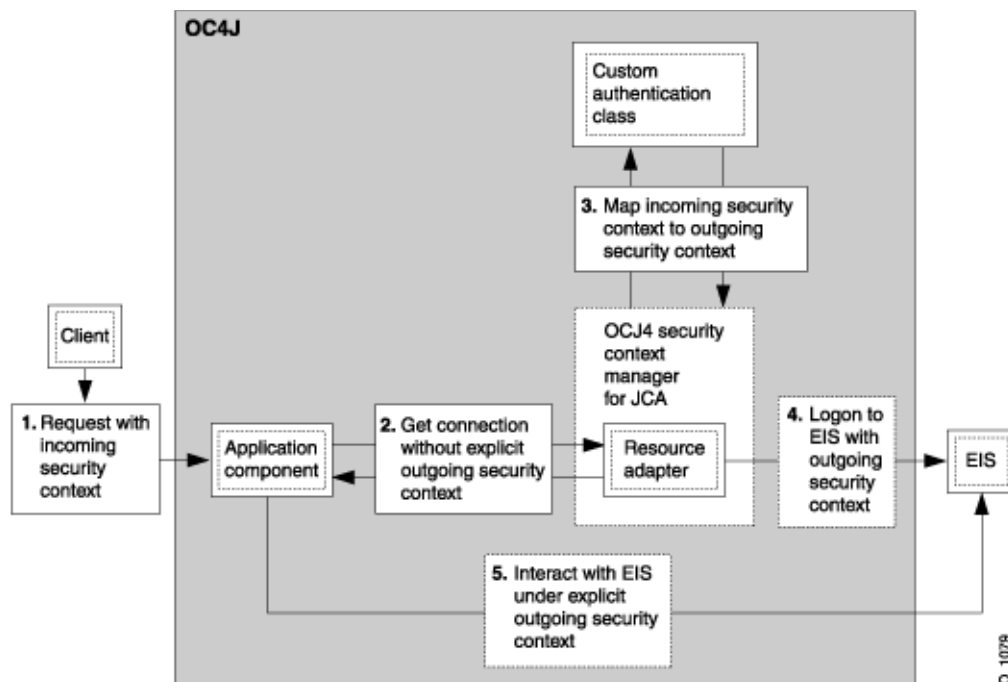 OC4J
Custom
authentication
class
3. Map incoming security
context to outgoing
security context
Client
OCJ4 security
context
manager
for JCA
1. Request with
incoming
security
context
Application
component
2. Get connection
without explicit
outgoing security
context
Resource
adapter
4. Logon to
EIS with
outgoing
security
context
EIS
5. Interact with EIS
under explicit
outgoing security
context
O_1079